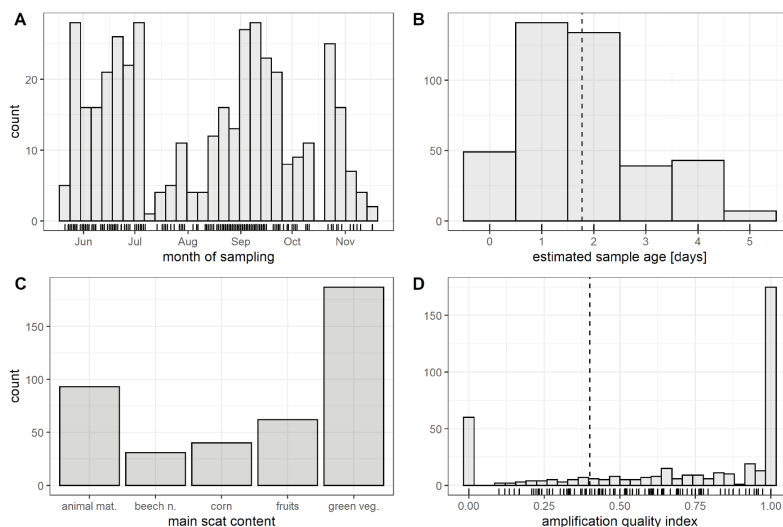 A
B
count
20
10
0
Jun Jul Aug Sep Oct Nov
month of sampling
100
50
0
0 1 2 3 4 5
estimated sample age [days]
C
D
count
150
100
50
0
animal mat. beech n. corn fruits green veg.
main scat content
150
100
50
0
0.00 0.25 0.50 0.75 1.00
amplification quality index